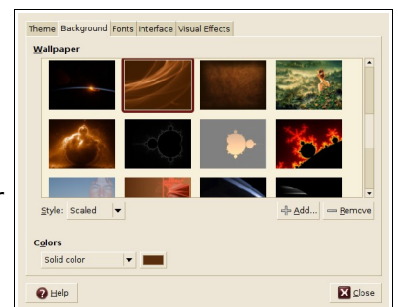 Theme Background Fonts Interface Visual Effects
Wallpaper
Style: Scaled
Add... Remove
Colors
Solid color
Help Close